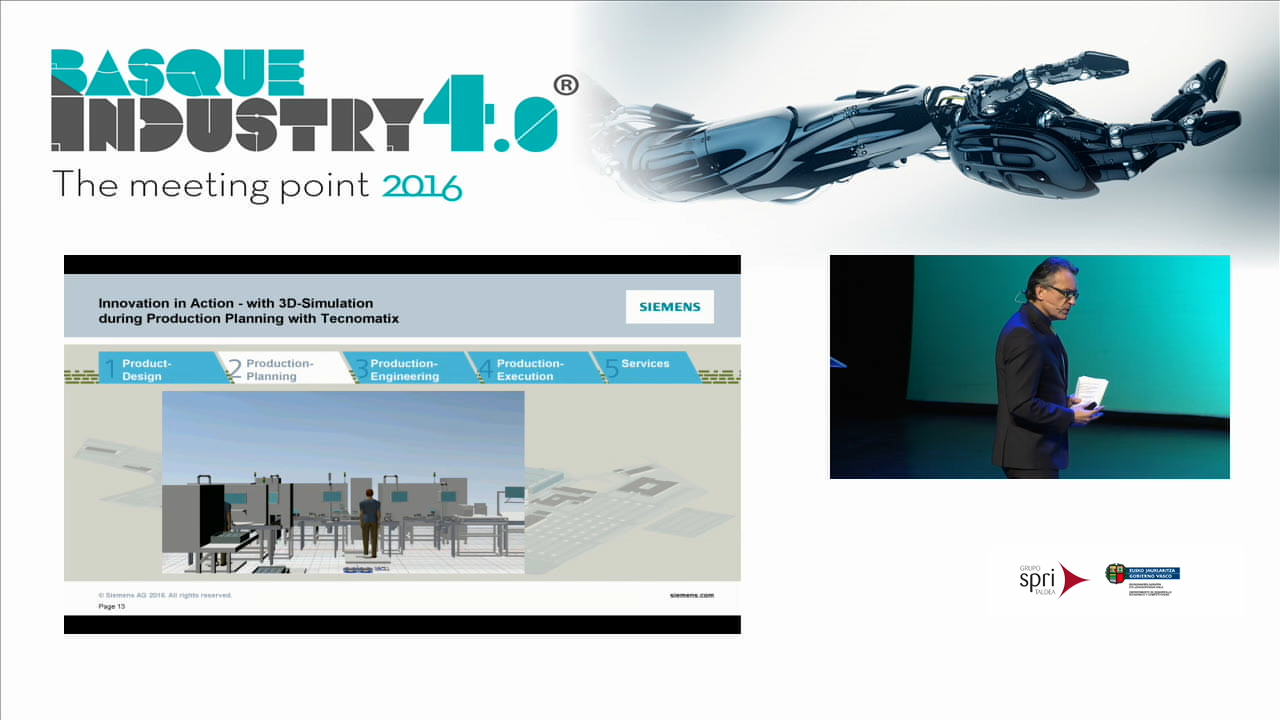 BASQUE
INDUSTRY 4.0®
The meeting point 2016
Innovation in Action - with 3D-Simulation
during Production Planning with Tecnomatix
SIEMENS
1 Product-
Design
2 Production-
Planning
3 Production-
Engineering
4 Production-
Execution
5 Services
© Siemens AG 2016. All rights reserved.
siemens.com
Page 13
GRUPO
spri
TALDEA
EUSKO JAURLARITZA
GOBIERNO VASCO